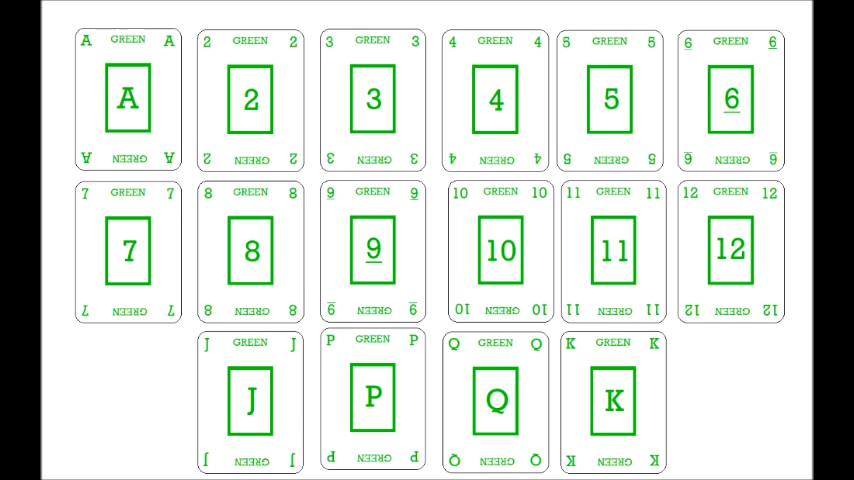 A GREEN A
A
A GREEN A
2 GREEN 2
2
2 GREEN 2
3 GREEN 3
3
3 GREEN 3
4 GREEN 4
4
4 GREEN 4
5 GREEN 5
5
5 GREEN 5
6 GREEN 6
6
6 GREEN 6
7 GREEN 7
7
7 GREEN 7
8 GREEN 8
8
8 GREEN 8
9 GREEN 9
9
9 GREEN 9
10 GREEN 10
10
10 GREEN 10
11 GREEN 11
11
11 GREEN 11
12 GREEN 12
12
12 GREEN 12
J GREEN J
J
J GREEN J
P GREEN P
P
P GREEN P
Q GREEN Q
Q
Q GREEN Q
K GREEN K
K
K GREEN K